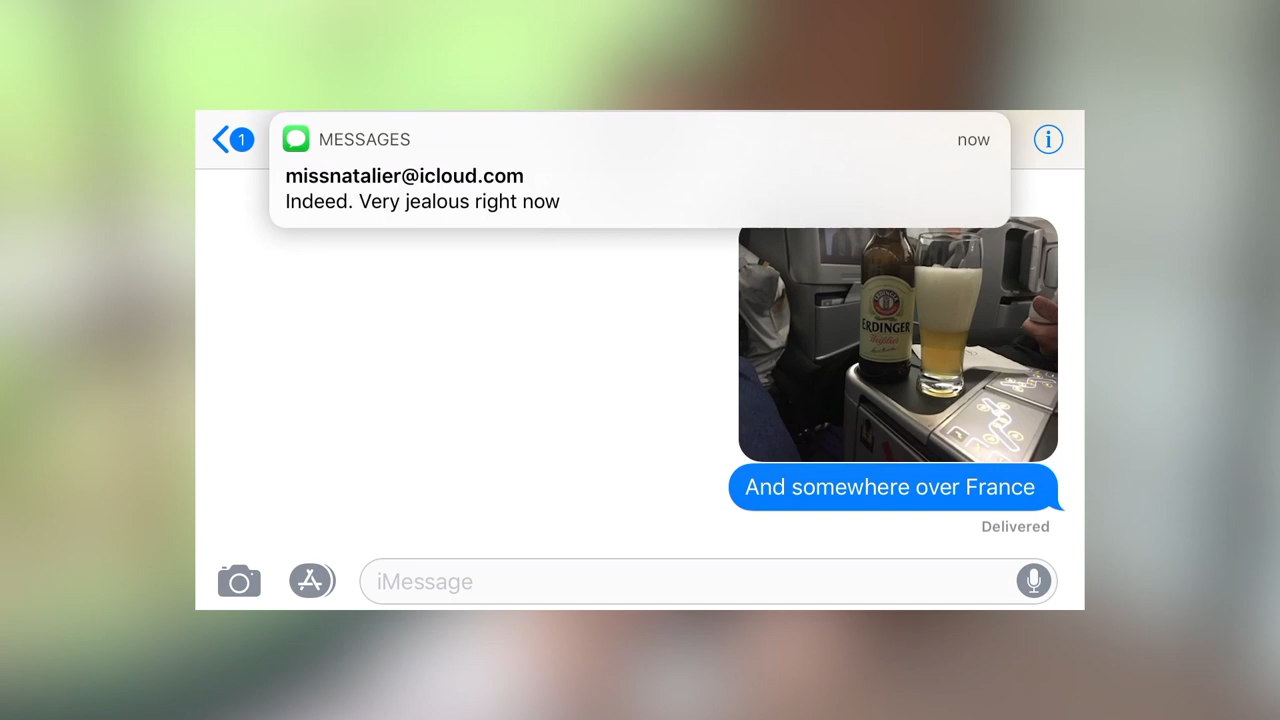 1
MESSAGES
now
missnatalier@icloud.com
Indeed. Very jealous right now
ERDINGER
And somewhere over France
Delivered
iMessage